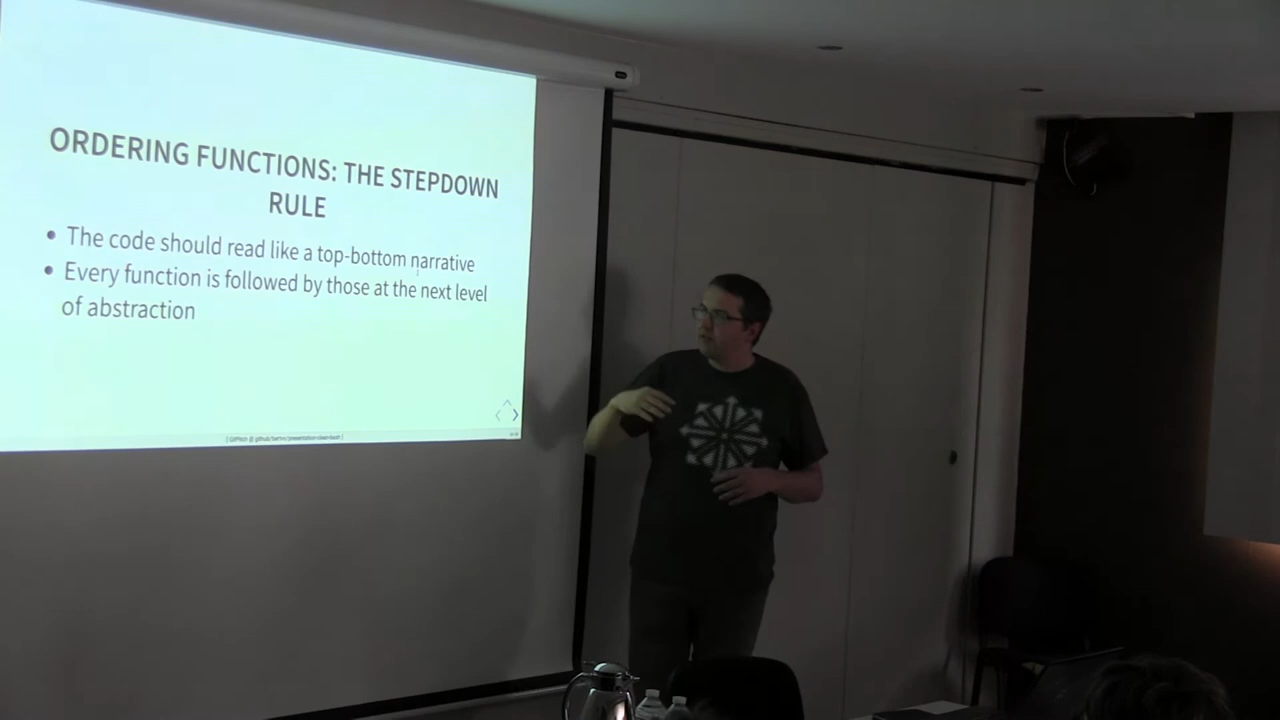 ORDERING FUNCTIONS: THE STEPDOWN
RULE
• The code should read like a top-bottom narrative
• Every function is followed by those at the next level
of abstraction